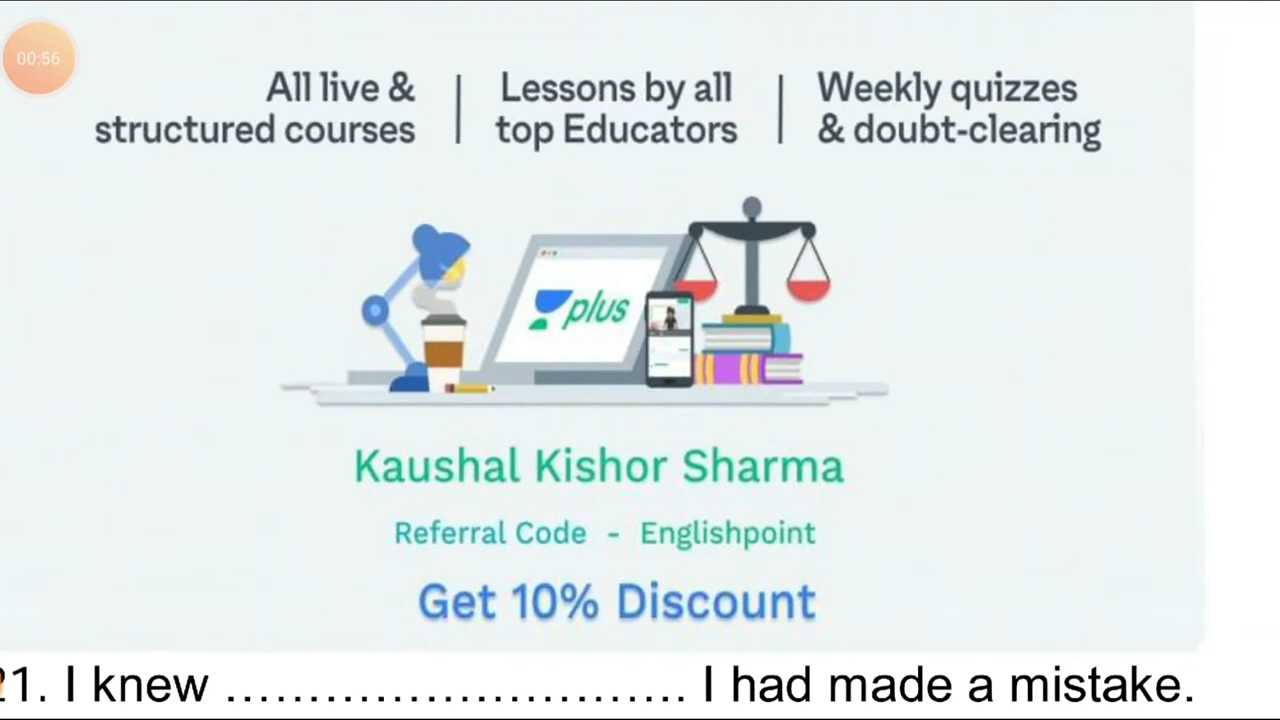 00:56
All live &
structured courses
Lessons by all
top Educators
Weekly quizzes
& doubt-clearing
plus
Kaushal Kishor Sharma
Referral Code - Englishpoint
Get 10% Discount
21. I knew ............................ I had made a mistake.